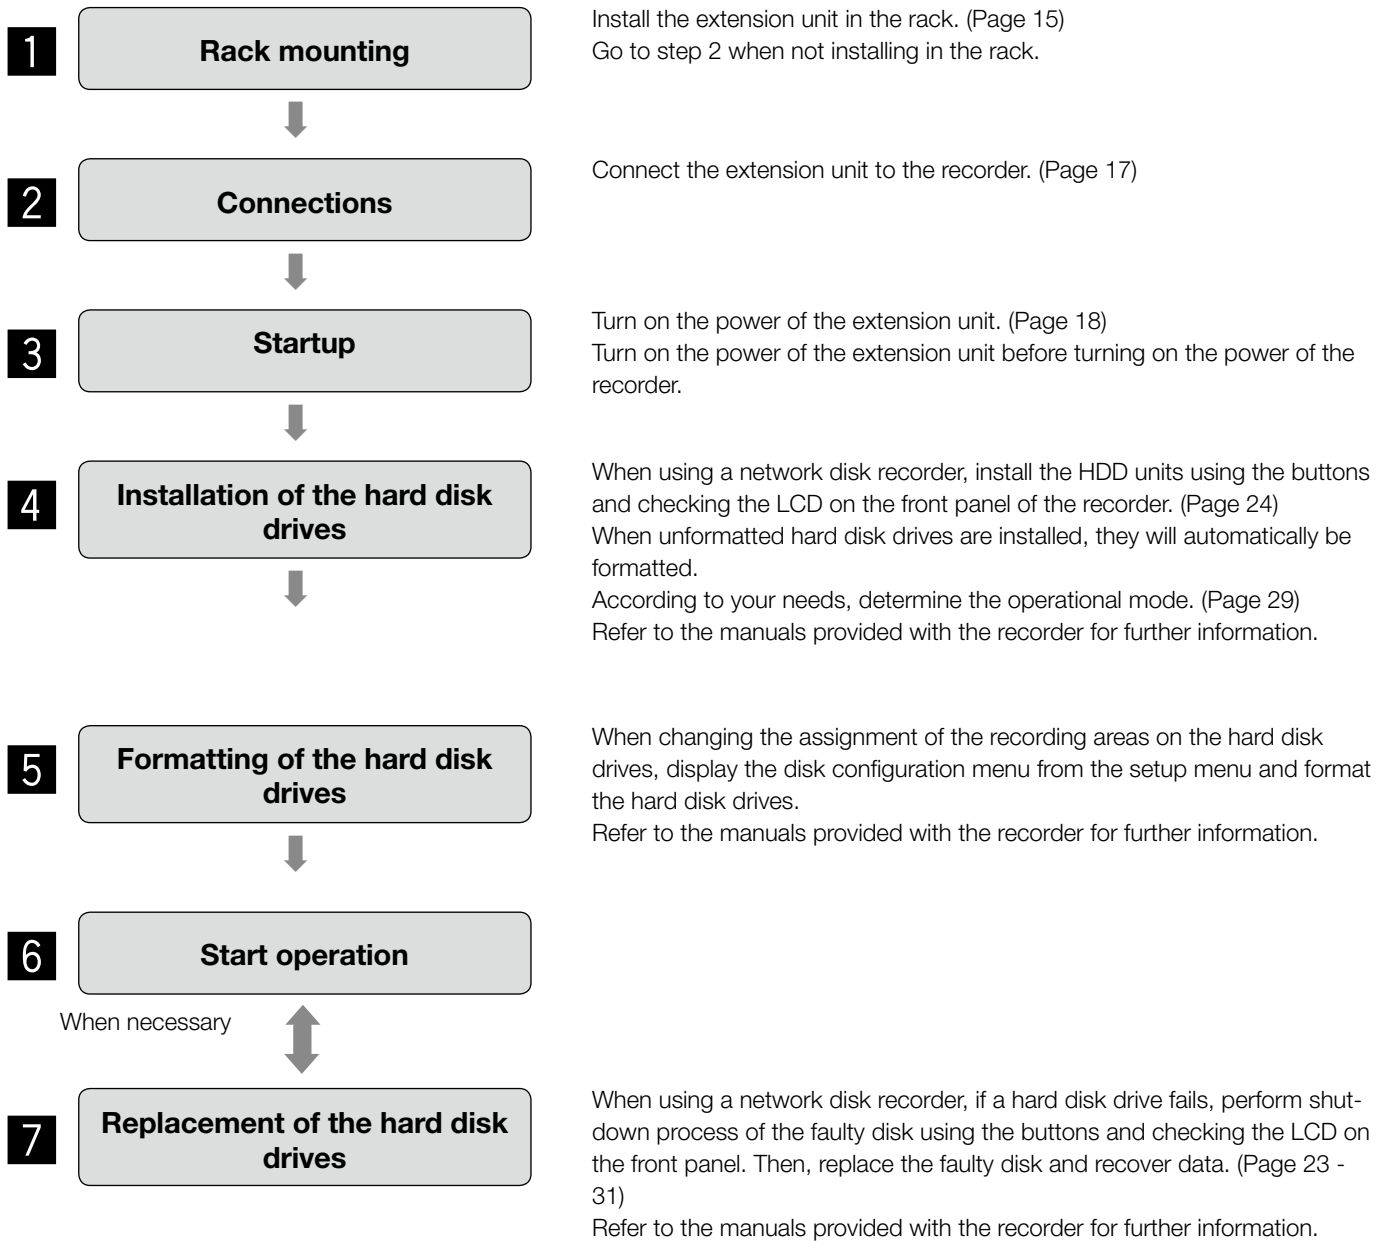 1
Rack mounting
Install the extension unit in the rack. (Page 15)
Go to step 2 when not installing in the rack.
2
Connections
Connect the extension unit to the recorder. (Page 17)
3
Startup
Turn on the power of the extension unit. (Page 18)
Turn on the power of the extension unit before turning on the power of the
recorder.
4
Installation of the hard disk
drives
When using a network disk recorder, install the HDD units using the buttons
and checking the LCD on the front panel of the recorder. (Page 24)
When unformatted hard disk drives are installed, they will automatically be
formatted.
According to your needs, determine the operational mode. (Page 29)
Refer to the manuals provided with the recorder for further information.
5
Formatting of the hard disk
drives
When changing the assignment of the recording areas on the hard disk
drives, display the disk configuration menu from the setup menu and format
the hard disk drives.
Refer to the manuals provided with the recorder for further information.
6
Start operation
When necessary
7
Replacement of the hard disk
drives
When using a network disk recorder, if a hard disk drive fails, perform shut-
down process of the faulty disk using the buttons and checking the LCD on
the front panel. Then, replace the faulty disk and recover data. (Page 23 -
31)
Refer to the manuals provided with the recorder for further information.